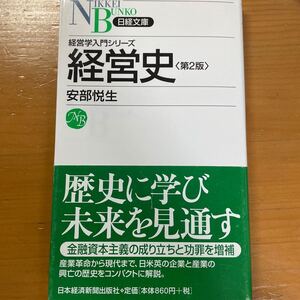 NIKKEI
BUNKO
日経文庫
経営学入門シリーズ
経営史〈第2版〉
安部悦生
NB
歴史に学び
未来を見通す
金融資本主義の成り立ちと功罪を増補
産業革命から現代まで、日米英の企業と産業の
興亡の歴史をコンパクトに解説。
日本経済新聞出版社●定価[本体860円+税]